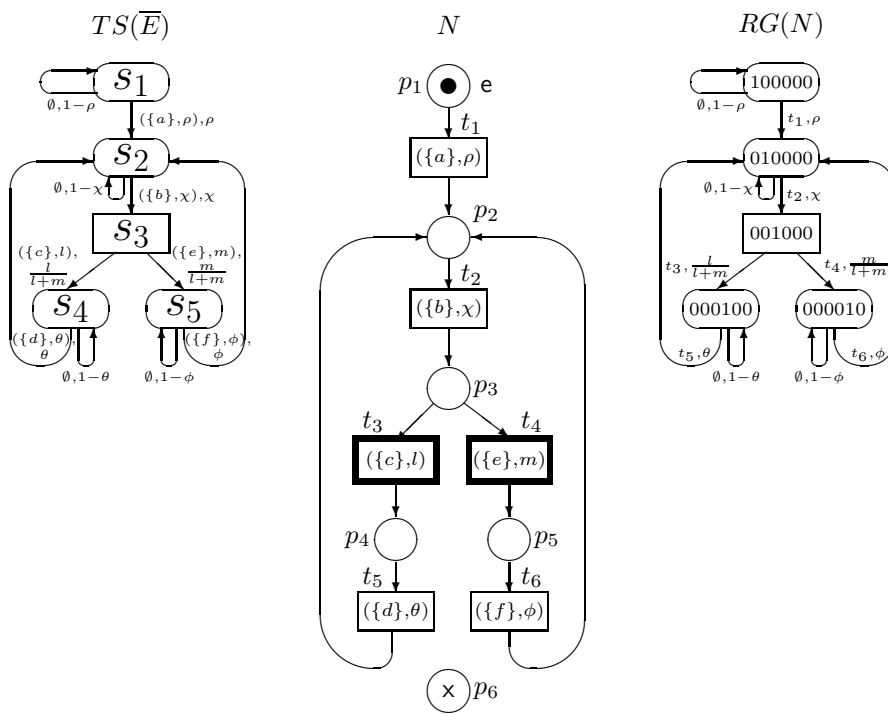 TS(E̅) N RG(N)
s₁
∅,1−ρ
({a},ρ),ρ
s₂
∅,1−χ
({b},χ),χ
s₃
({c},l),
l/(l+m)
({e},m),
m/(l+m)
s₄
s₅
({d},θ),
θ
({f},φ),
φ
∅,1−θ
∅,1−φ
p₁
e
t₁
({a},ρ)
p₂
t₂
({b},χ)
p₃
t₃
t₄
({c},l)
({e},m)
p₄
p₅
t₅
t₆
({d},θ)
({f},φ)
x
p₆
100000
∅,1−ρ
t₁,ρ
010000
∅,1−χ
t₂,χ
001000
t₃, l/(l+m)
t₄, m/(l+m)
000100
000010
t₅,θ
t₆,φ
∅,1−θ
∅,1−φ